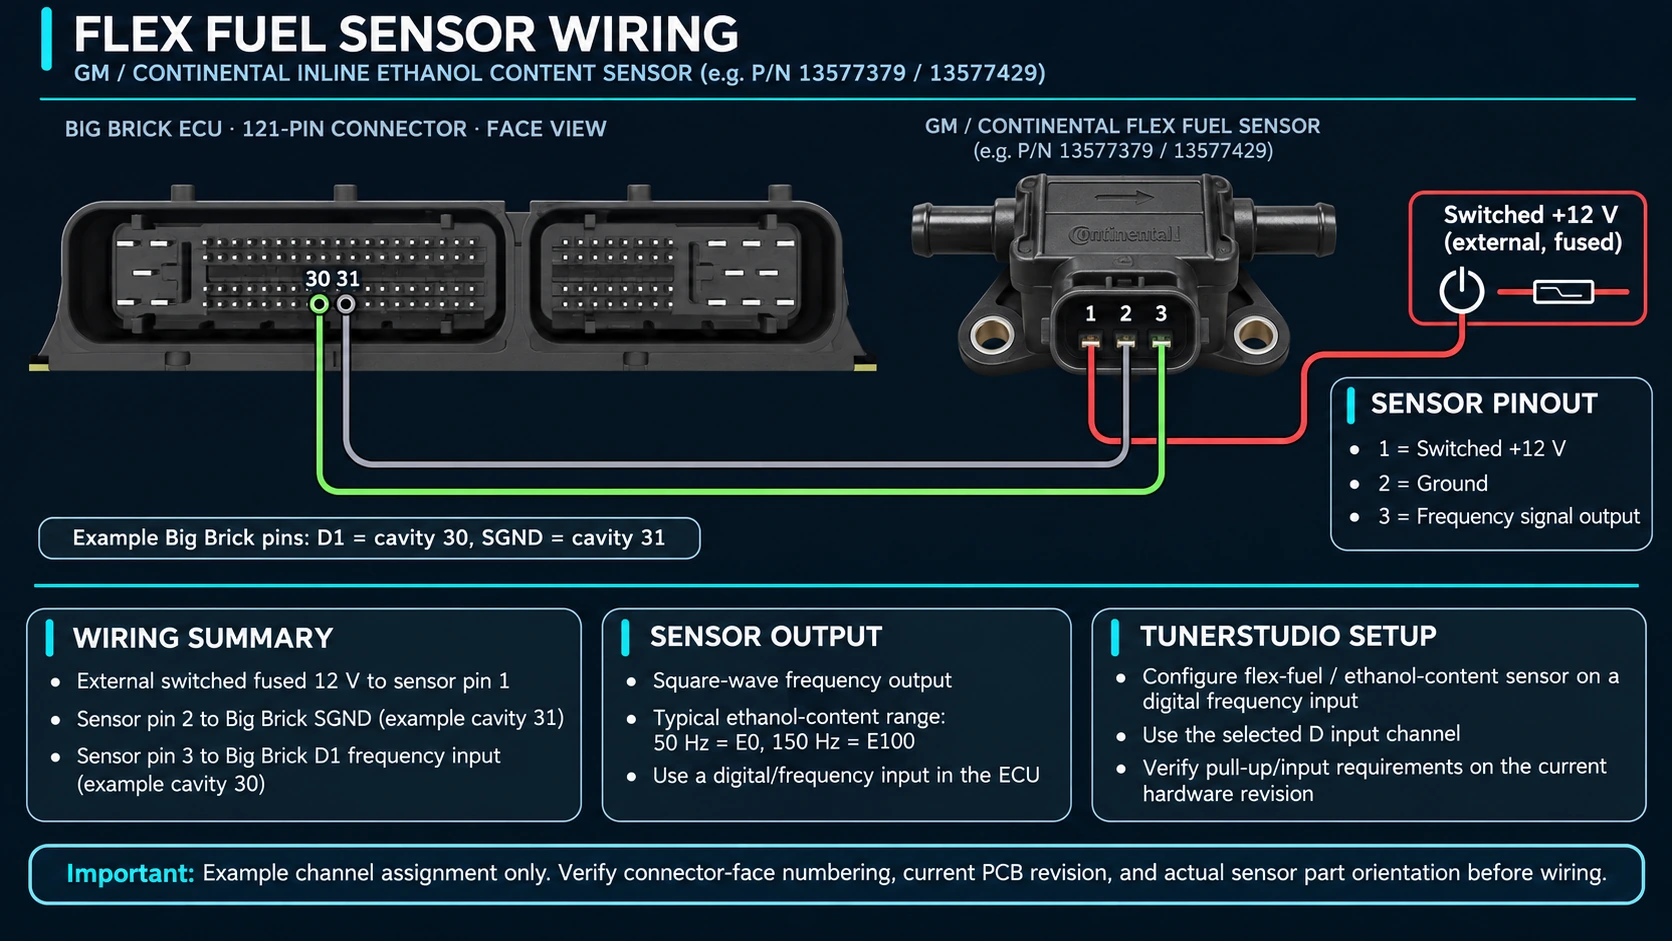 FLEX FUEL SENSOR WIRING
GM / CONTINENTAL INLINE ETHANOL CONTENT SENSOR (e.g. P/N 13577379 / 13577429)
BIG BRICK ECU · 121-PIN CONNECTOR · FACE VIEW
GM / CONTINENTAL FLEX FUEL SENSOR
(e.g. P/N 13577379 / 13577429)
Continental
30 31
1 2 3
Switched +12 V
(external, fused)
SENSOR PINOUT
• 1 = Switched +12 V
• 2 = Ground
• 3 = Frequency signal output
Example Big Brick pins: D1 = cavity 30, SGND = cavity 31
WIRING SUMMARY
• External switched fused 12 V to sensor pin 1
• Sensor pin 2 to Big Brick SGND (example cavity 31)
• Sensor pin 3 to Big Brick D1 frequency input
(example cavity 30)
SENSOR OUTPUT
• Square-wave frequency output
• Typical ethanol-content range:
50 Hz = E0, 150 Hz = E100
• Use a digital/frequency input in the ECU
TUNERSTUDIO SETUP
• Configure flex-fuel / ethanol-content sensor on a
digital frequency input
• Use the selected D input channel
• Verify pull-up/input requirements on the current
hardware revision
Important: Example channel assignment only. Verify connector-face numbering, current PCB revision, and actual sensor part orientation before wiring.